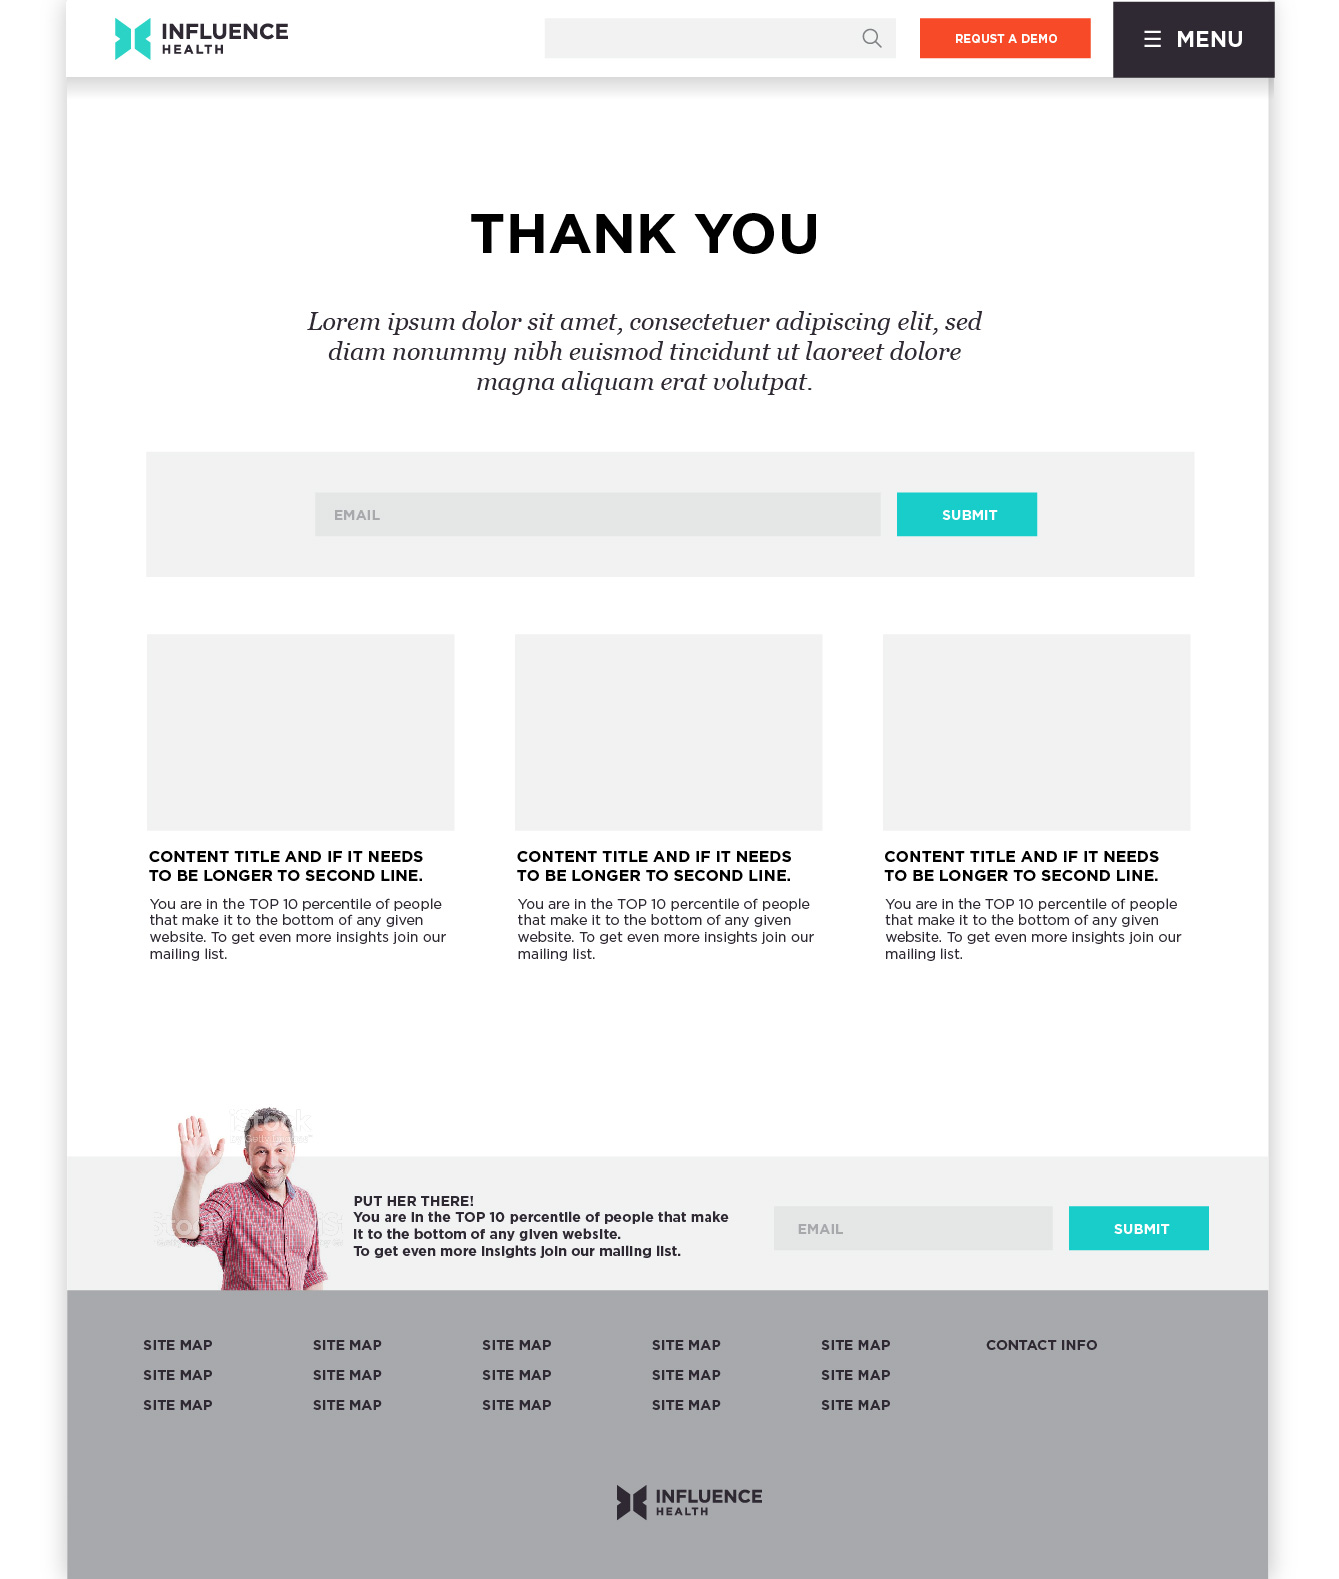 INFLUENCE
HEALTH
REQUST A DEMO
☰ MENU
THANK YOU
Lorem ipsum dolor sit amet, consectetuer adipiscing elit, sed
diam nonummy nibh euismod tincidunt ut laoreet dolore
magna aliquam erat volutpat.
EMAIL
SUBMIT
CONTENT TITLE AND IF IT NEEDS
TO BE LONGER TO SECOND LINE.
You are in the TOP 10 percentile of people
that make it to the bottom of any given
website. To get even more insights join our
mailing list.
CONTENT TITLE AND IF IT NEEDS
TO BE LONGER TO SECOND LINE.
You are in the TOP 10 percentile of people
that make it to the bottom of any given
website. To get even more insights join our
mailing list.
CONTENT TITLE AND IF IT NEEDS
TO BE LONGER TO SECOND LINE.
You are in the TOP 10 percentile of people
that make it to the bottom of any given
website. To get even more insights join our
mailing list.
iStock
PUT HER THERE!
You are in the TOP 10 percentile of people that make
it to the bottom of any given website.
To get even more insights join our mailing list.
EMAIL
SUBMIT
SITE MAP SITE MAP SITE MAP SITE MAP SITE MAP CONTACT INFO
SITE MAP SITE MAP SITE MAP SITE MAP SITE MAP
SITE MAP SITE MAP SITE MAP SITE MAP SITE MAP
INFLUENCE
HEALTH